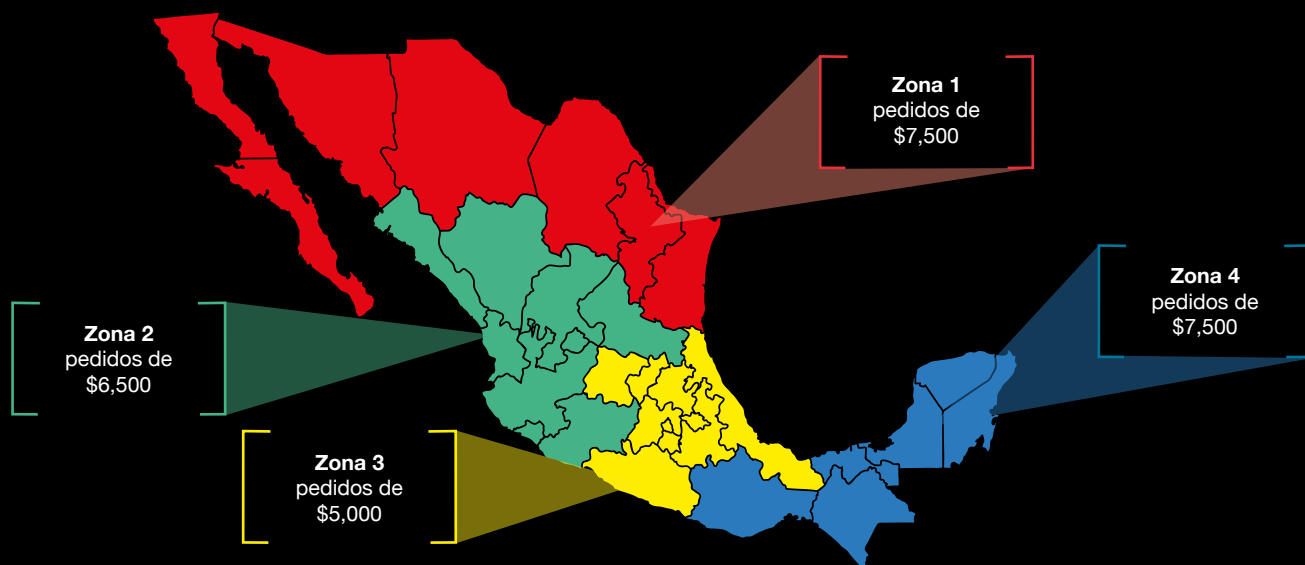 Zona 1
pedidos de
$7,500
Zona 4
pedidos de
$7,500
Zona 2
pedidos de
$6,500
Zona 3
pedidos de
$5,000